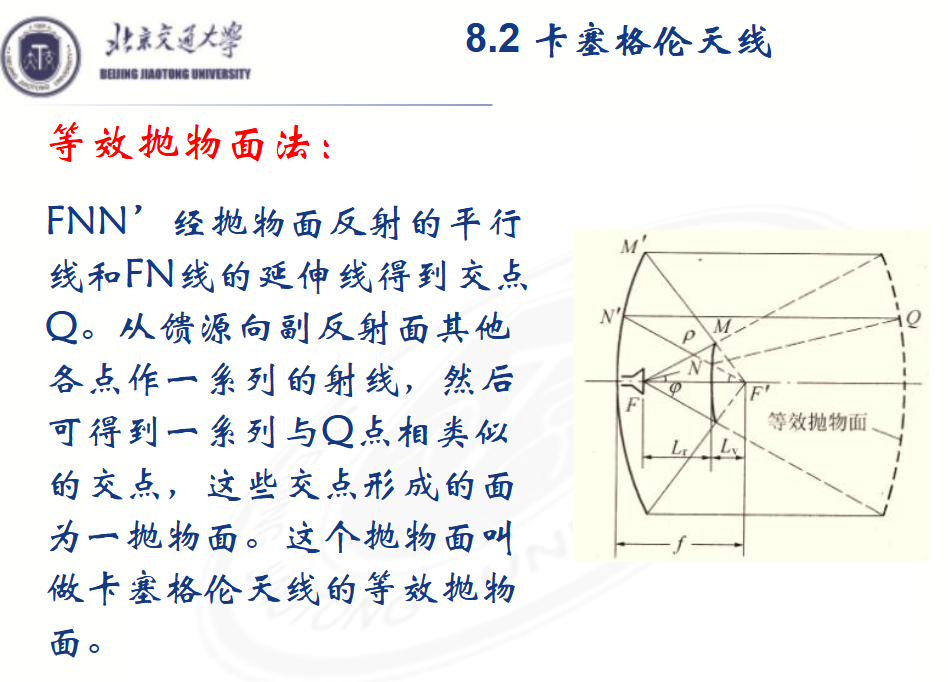 北京交通大学
BEIJING JIAOTONG UNIVERSITY
8.2 卡塞格伦天线
等效抛物面法：
FNN’经抛物面反射的平行
线和FN线的延伸线得到交点
Q。从馈源向副反射面其他
各点作一系列的射线，然后
可得到一系列与Q点相类似
的交点，这些交点形成的面
为一抛物面。这个抛物面叫
做卡塞格伦天线的等效抛物
面。
M′
N′
ρ
M
Q
N
φ
F
F′
等效抛物面
Lr
Lv
f